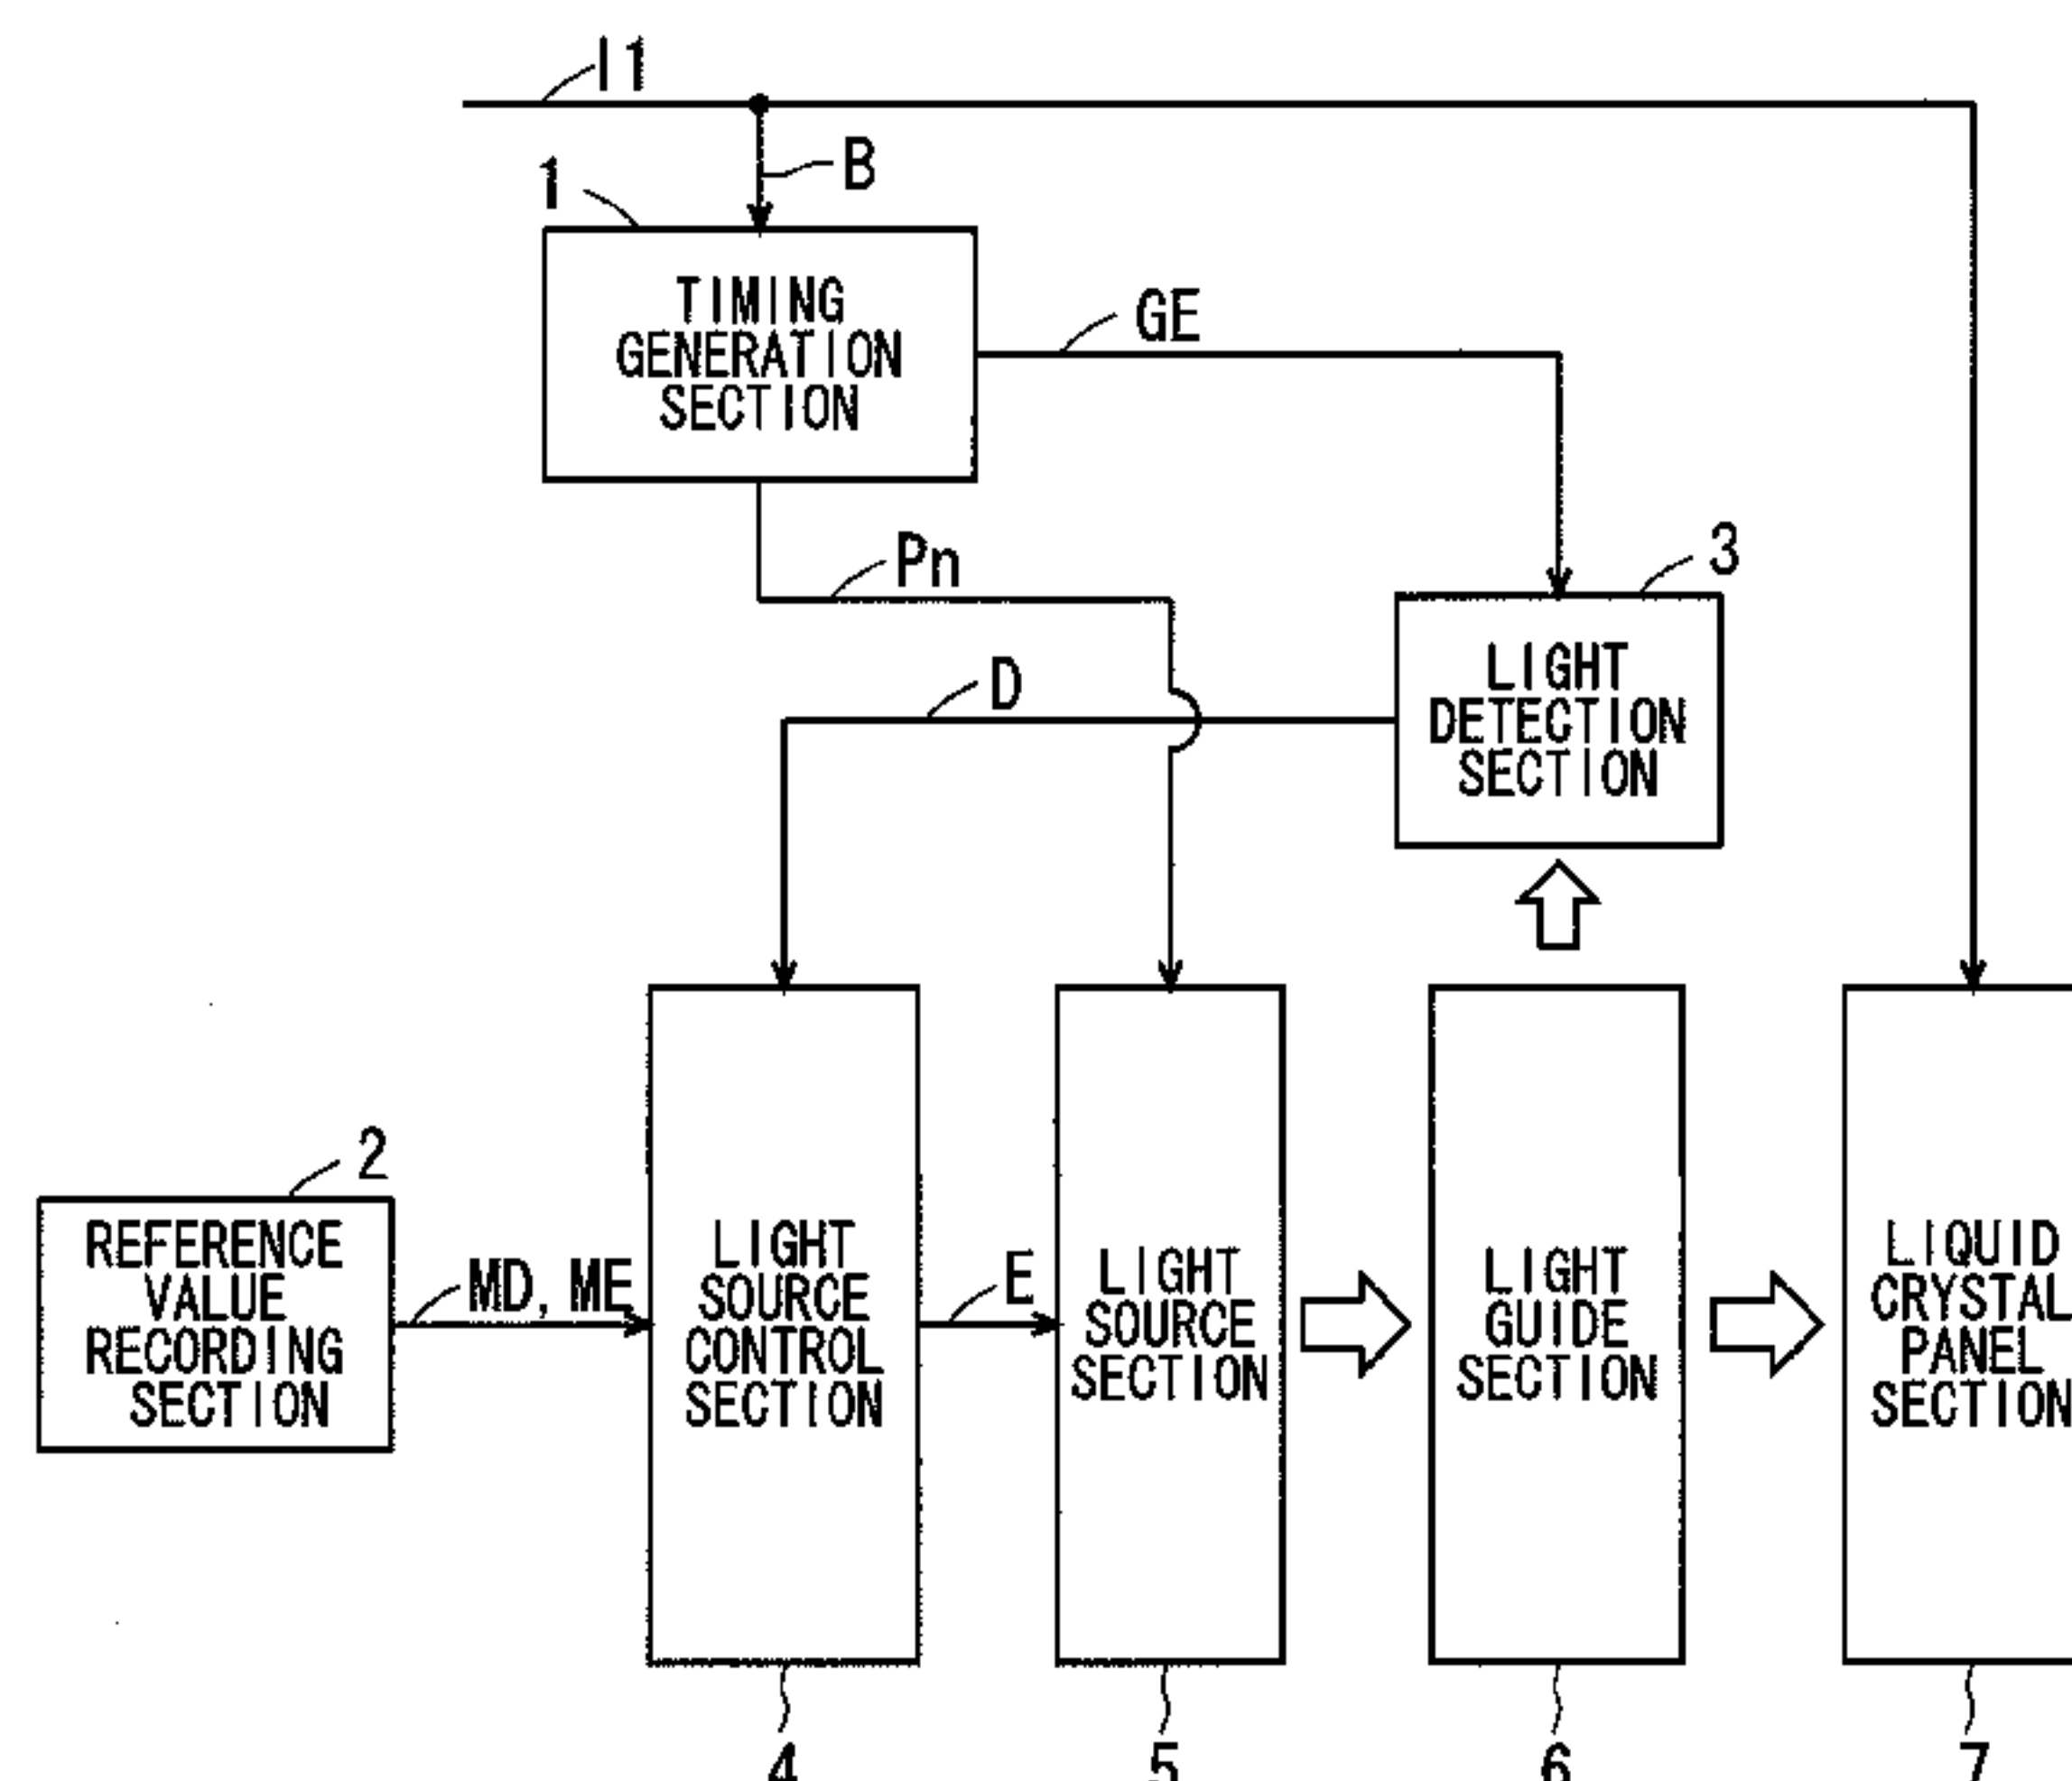 I1
B
1
TIMING
GENERATION
SECTION
GE
Pn
3
D
LIGHT
DETECTION
SECTION
2
REFERENCE
VALUE
RECORDING
SECTION
MD, ME
LIGHT
SOURCE
CONTROL
SECTION
E
LIGHT
SOURCE
SECTION
LIGHT
GUIDE
SECTION
LIQUID
CRYSTAL
PANEL
SECTION
4
5
6
7